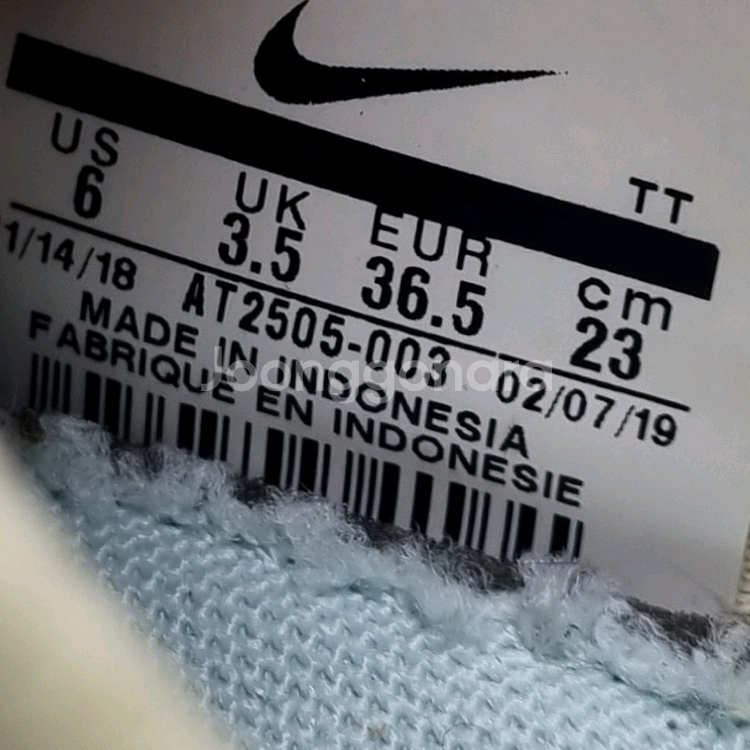 TT
US UK EUR cm
6 3.5 36.5 23
1/14/18 AT2505-003 02/07/19
MADE IN INDONESIA
FABRIQUE EN INDONESIE
Joonggonara